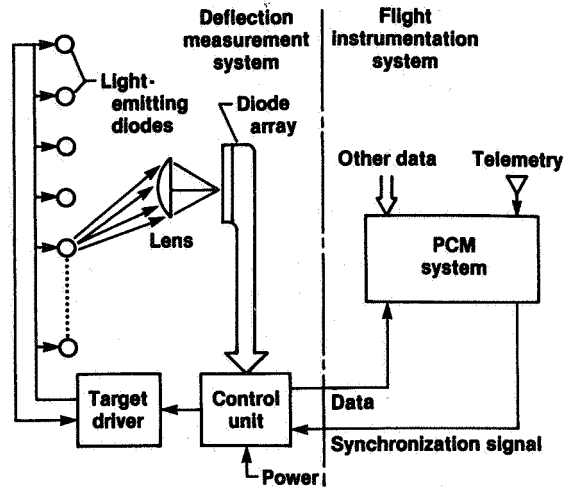 Deflection
measurement
system
Flight
instrumentation
system
Light-
emitting
diodes
Diode
array
Lens
Other data
Telemetry
PCM
system
Target
driver
Control
unit
Data
Synchronization signal
Power